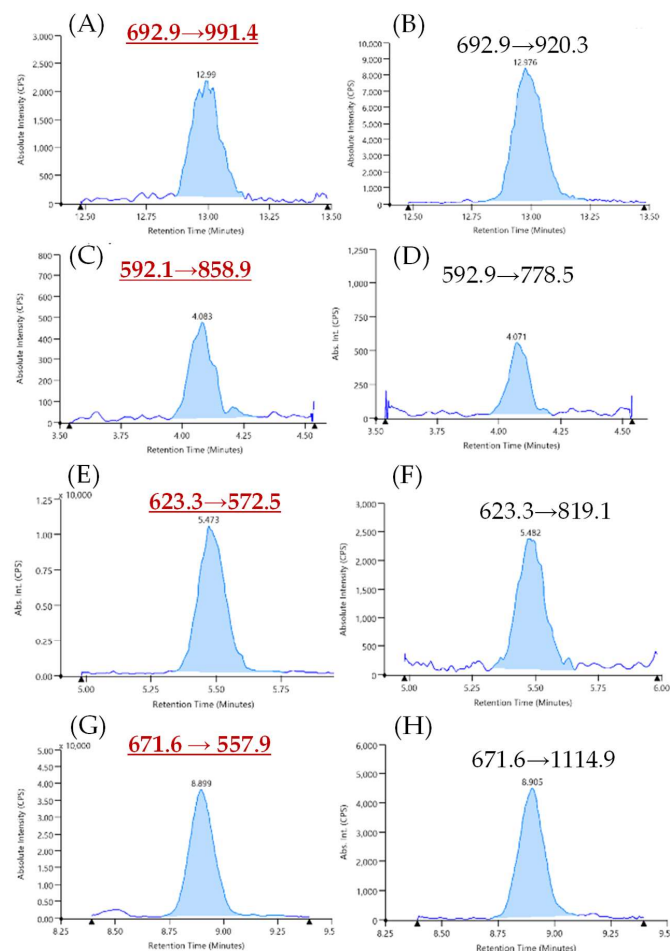 (A)
692.9→991.4
3,000
2,500
2,000
1,500
1,000
500
0
Absolute Intensity (CPS)
12.99
12.50 12.75 13.00 13.25 13.50
Retention Time (Minutes)
(B)
692.9→920.3
10,000
9,000
8,000
7,000
6,000
5,000
4,000
3,000
2,000
1,000
0
Absolute Intensity (CPS)
12.976
12.50 12.75 13.00 13.25 13.50
Retention Time (Minutes)
(C)
592.1→858.9
800
700
600
500
400
300
200
100
0
Absolute Intensity (CPS)
4.083
3.50 3.75 4.00 4.25 4.50
Retention Time (Minutes)
(D)
592.9→778.5
1,250
1,000
750
500
250
0
Abs. Int. (CPS)
4.071
3.50 3.75 4.00 4.25 4.50
Retention Time (Minutes)
(E)
623.3→572.5
x 10,000
1.25
1.00
0.75
0.50
0.25
0.00
Abs. Int. (CPS)
5.473
5.00 5.25 5.50 5.75
Retention Time (Minutes)
(F)
623.3→819.1
3,000
2,500
2,000
1,500
1,000
500
0
Absolute Intensity (CPS)
5.482
5.00 5.25 5.50 5.75 6.00
Retention Time (Minutes)
(G)
671.6 → 557.9
x 10,000
5.00
4.50
4.00
3.50
3.00
2.50
2.00
1.50
1.00
0.50
0.00
Absolute Intensity (CPS)
8.899
8.25 8.50 8.75 9.00 9.25 9.50
Retention Time (Minutes)
(H)
671.6→1114.9
6,000
5,000
4,000
3,000
2,000
1,000
0
Absolute Intensity (CPS)
8.905
8.25 8.50 8.75 9.00 9.25
Retention Time (Minutes)